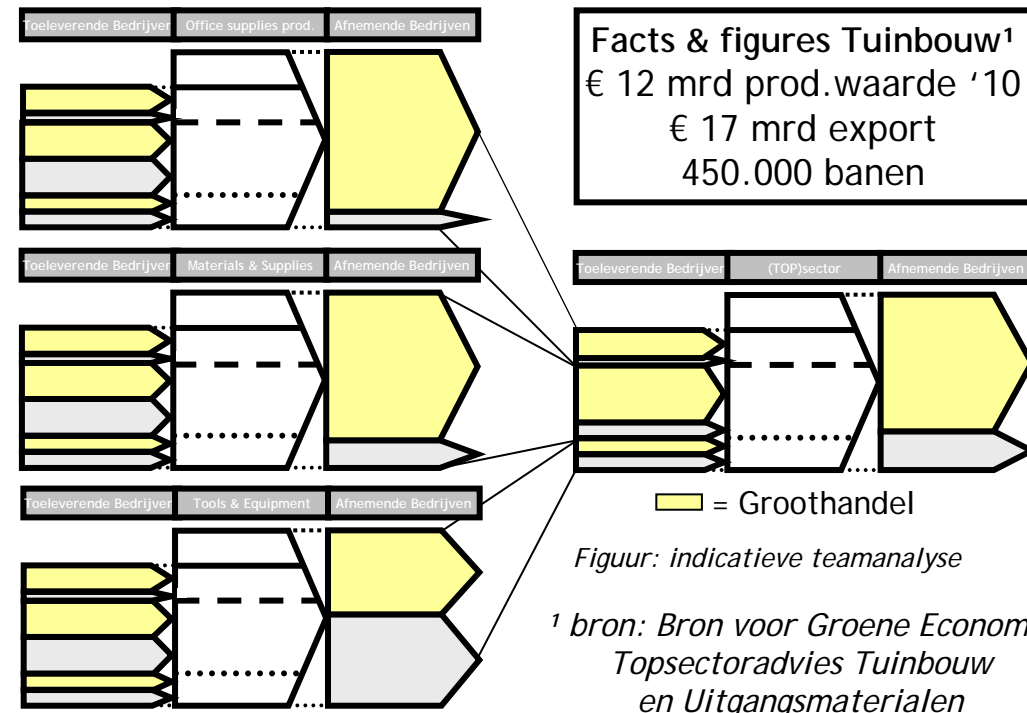 Toeleverende Bedrijven Office supplies prod. Afnemende Bedrijven
Facts & figures Tuinbouw¹
€ 12 mrd prod.waarde ‘10
€ 17 mrd export
450.000 banen
Toeleverende Bedrijven Materials & Supplies Afnemende Bedrijven
Toeleverende Bedrijven (TOP)sector Afnemende Bedrijven
Toeleverende Bedrijven Tools & Equipment Afnemende Bedrijven
= Groothandel
Figuur: indicatieve teamanalyse
¹ bron: Bron voor Groene Econom
Topsectoradvies Tuinbouw
en Uitgangsmaterialen